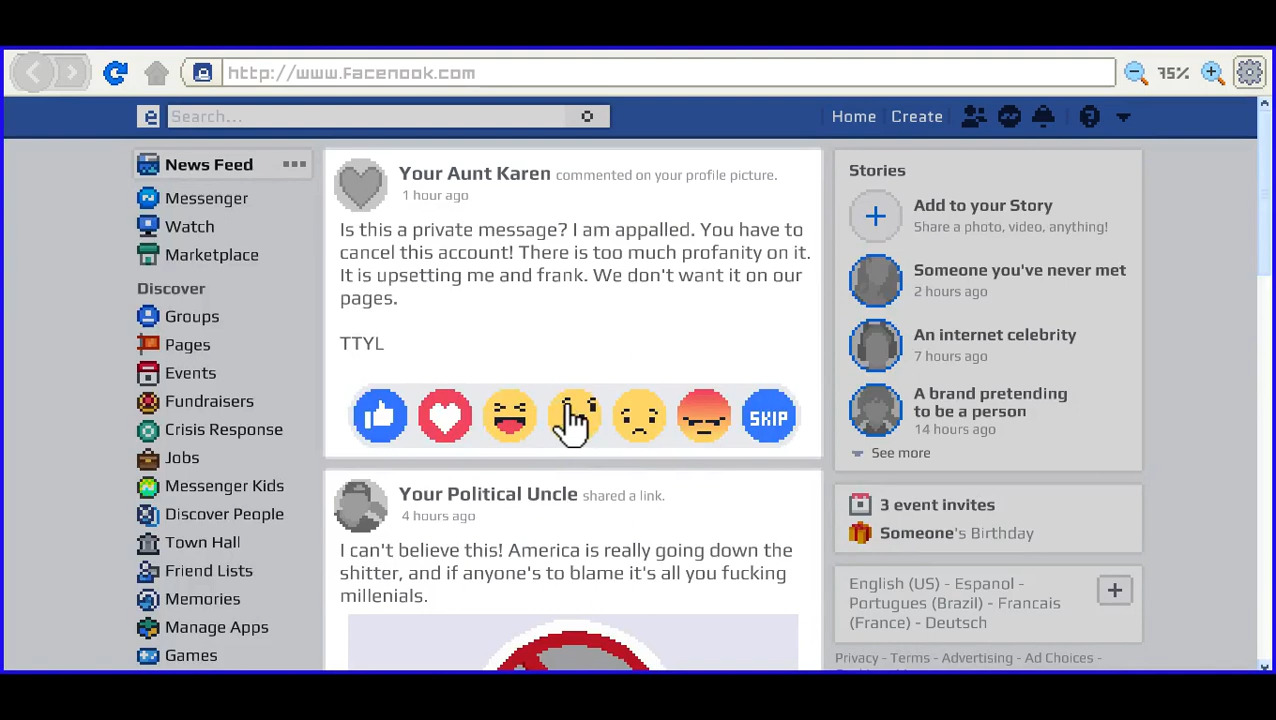 http://www.facenook.com
75%
e
Search...
Home
Create
News Feed
Messenger
Watch
Marketplace
Discover
Groups
Pages
Events
Fundraisers
Crisis Response
Jobs
Messenger Kids
Discover People
Town Hall
Friend Lists
Memories
Manage Apps
Games
Your Aunt Karen commented on your profile picture.
1 hour ago
Is this a private message? I am appalled. You have to
cancel this account! There is too much profanity on it.
It is upsetting me and frank. We don't want it on our
pages.
TTYL
SKIP
Your Political Uncle shared a link.
4 hours ago
I can't believe this! America is really going down the
shitter, and if anyone's to blame it's all you fucking
millenials.
Stories
Add to your Story
Share a photo, video, anything!
Someone you've never met
2 hours ago
An internet celebrity
7 hours ago
A brand pretending
to be a person
14 hours ago
See more
3 event invites
Someone's Birthday
English (US) - Espanol -
Portugues (Brazil) - Francais
(France) - Deutsch
Privacy - Terms - Advertising - Ad Choices -